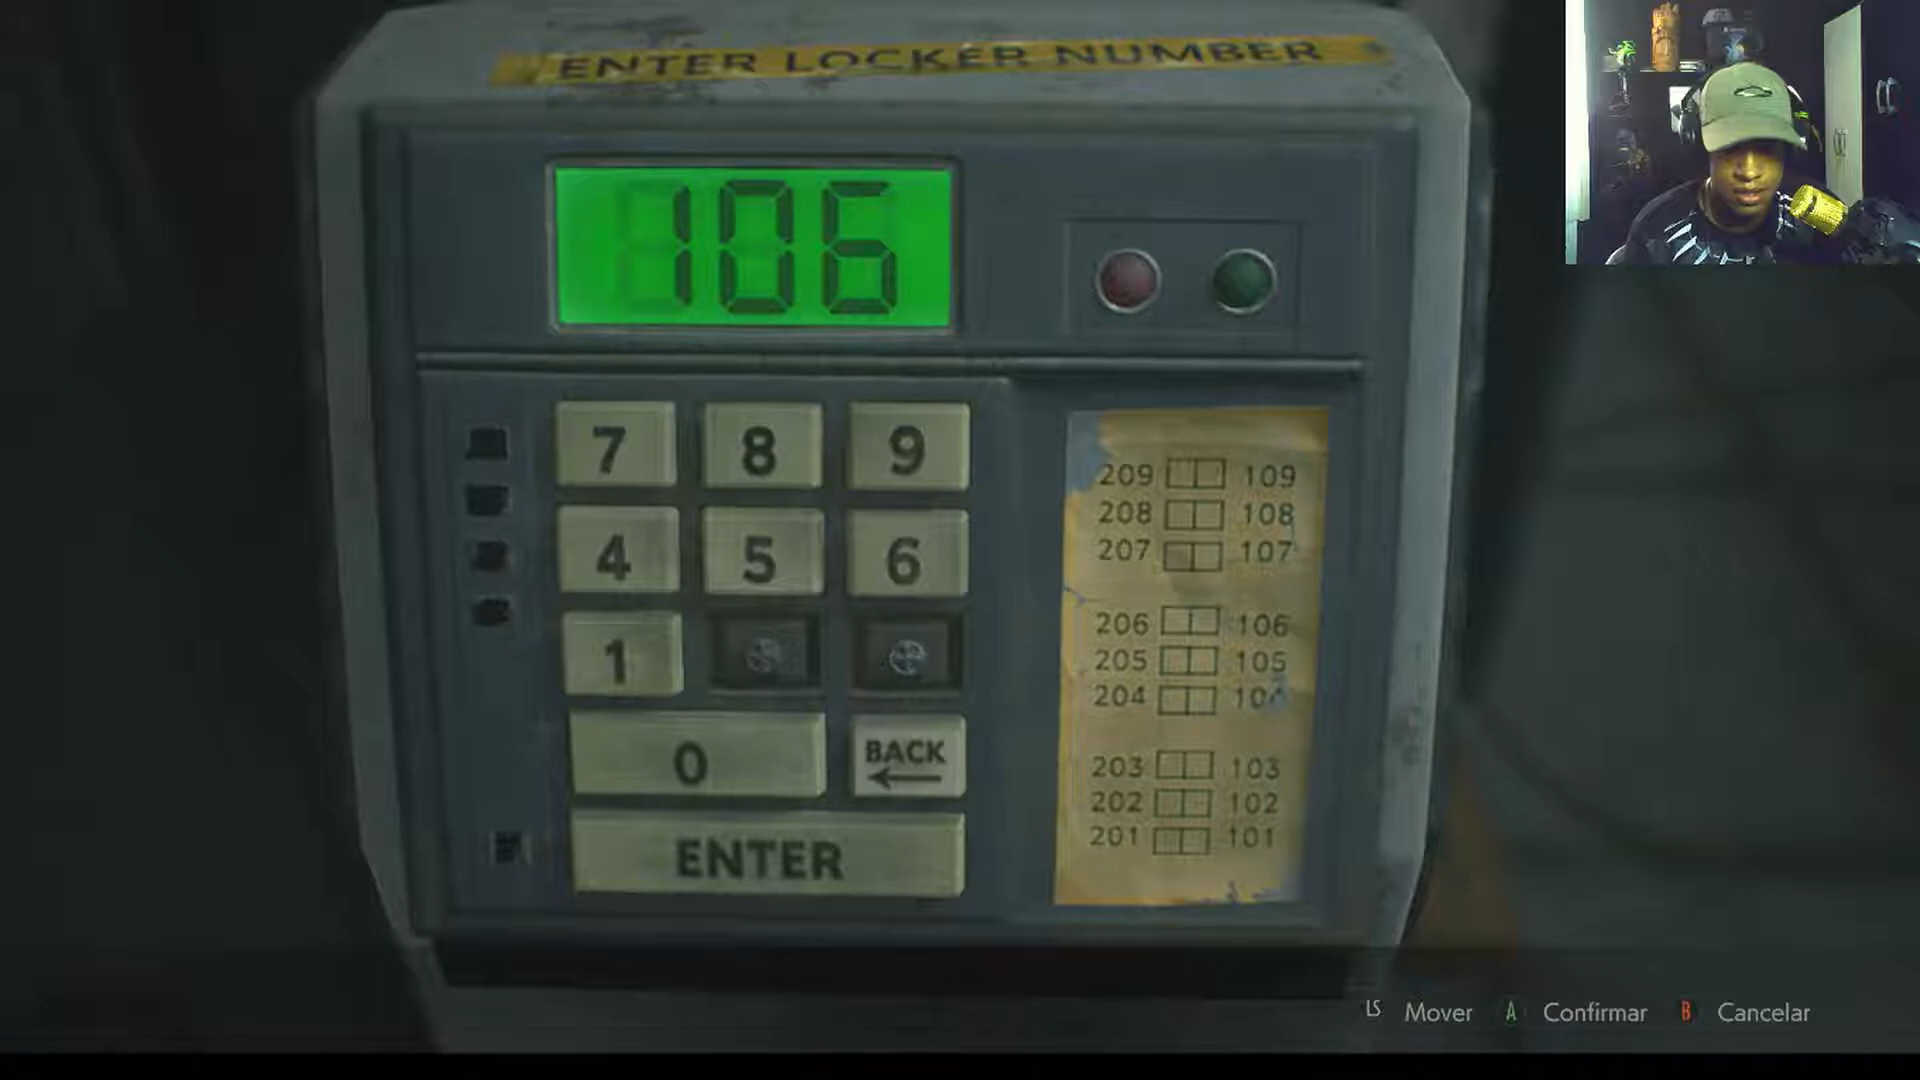 ENTER LOCKER NUMBER
106
7 8 9
4 5 6
1
0 BACK
ENTER
209 109
208 108
207 107
206 106
205 105
204
203 103
202 102
201 101
LS Mover A Confirmar B Cancelar